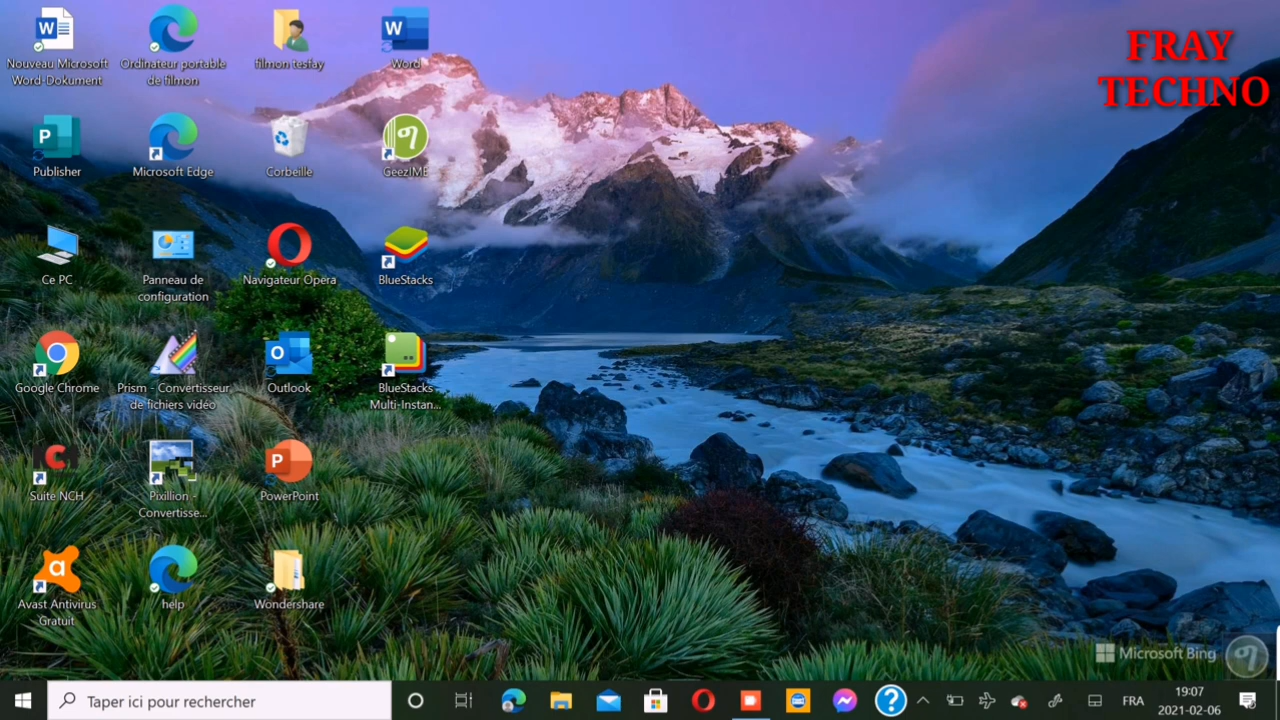 Nouveau Microsoft
Word-Dokument
Ordinateur portable
de filmon
filmon tesfay
Word
FRAY
TECHNO
Publisher
Microsoft Edge
Corbeille
GeezIME
Ce PC
Panneau de
configuration
Navigateur Opera
BlueStacks
Google Chrome
Prism - Convertisseur
de fichiers vidéo
Outlook
BlueStacks
Multi-Instan...
Suite NCH
Pixillion -
Convertisse...
PowerPoint
Avast Antivirus
Gratuit
help
Wondershare
Microsoft Bing
Taper ici pour rechercher
FRA
19:07
2021-02-06